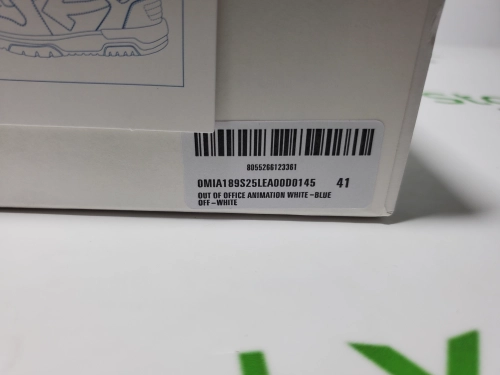 8055266123361
OMIA189S25LEA00D0145 41
OUT OF OFFICE ANIMATION WHITE-BLUE
OFF-WHITE